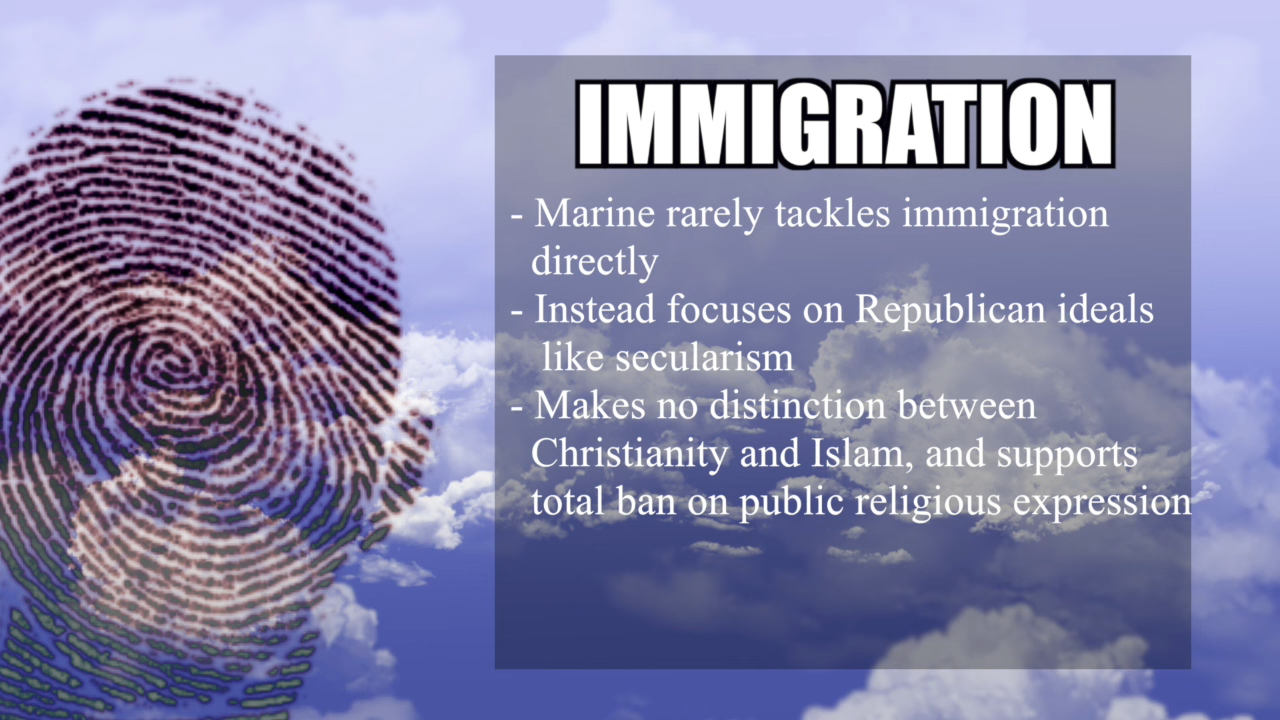 IMMIGRATION
- Marine rarely tackles immigration
directly
- Instead focuses on Republican ideals
like secularism
- Makes no distinction between
Christianity and Islam, and supports
total ban on public religious expression